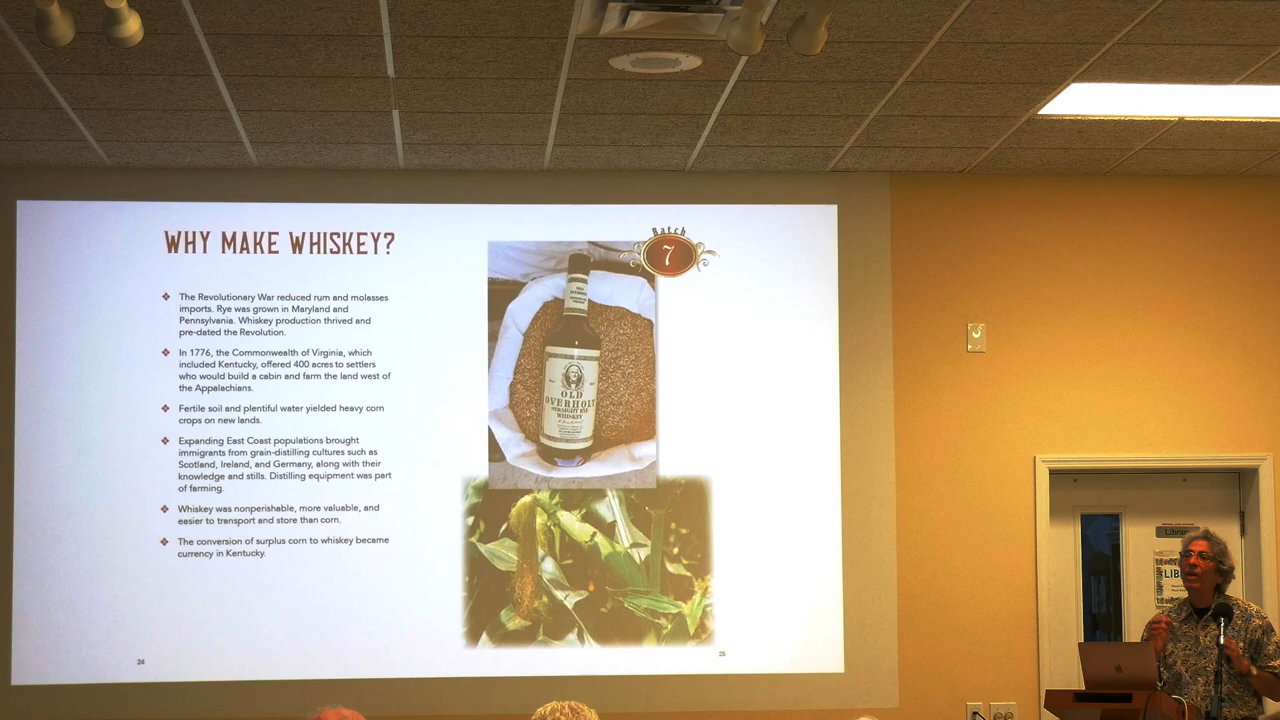 WHY MAKE WHISKEY?
The Revolutionary War reduced rum and molasses
imports. Rye was grown in Maryland and
Pennsylvania. Whiskey production thrived and
pre-dated the Revolution.
In 1776, the Commonwealth of Virginia, which
included Kentucky, offered 400 acres to settlers
who would build a cabin and farm the land west of
the Appalachians.
Fertile soil and plentiful water yielded heavy corn
crops on new lands.
Expanding East Coast populations brought
immigrants from grain-distilling cultures such as
Scotland, Ireland, and Germany, along with their
knowledge and stills. Distilling equipment was part
of farming.
Whiskey was nonperishable, more valuable, and
easier to transport and store than corn.
The conversion of surplus corn to whiskey became
currency in Kentucky.
24
Batch
7
OLD
OVERHOLT
STRAIGHT RYE
WHISKEY
25
Library
LIB